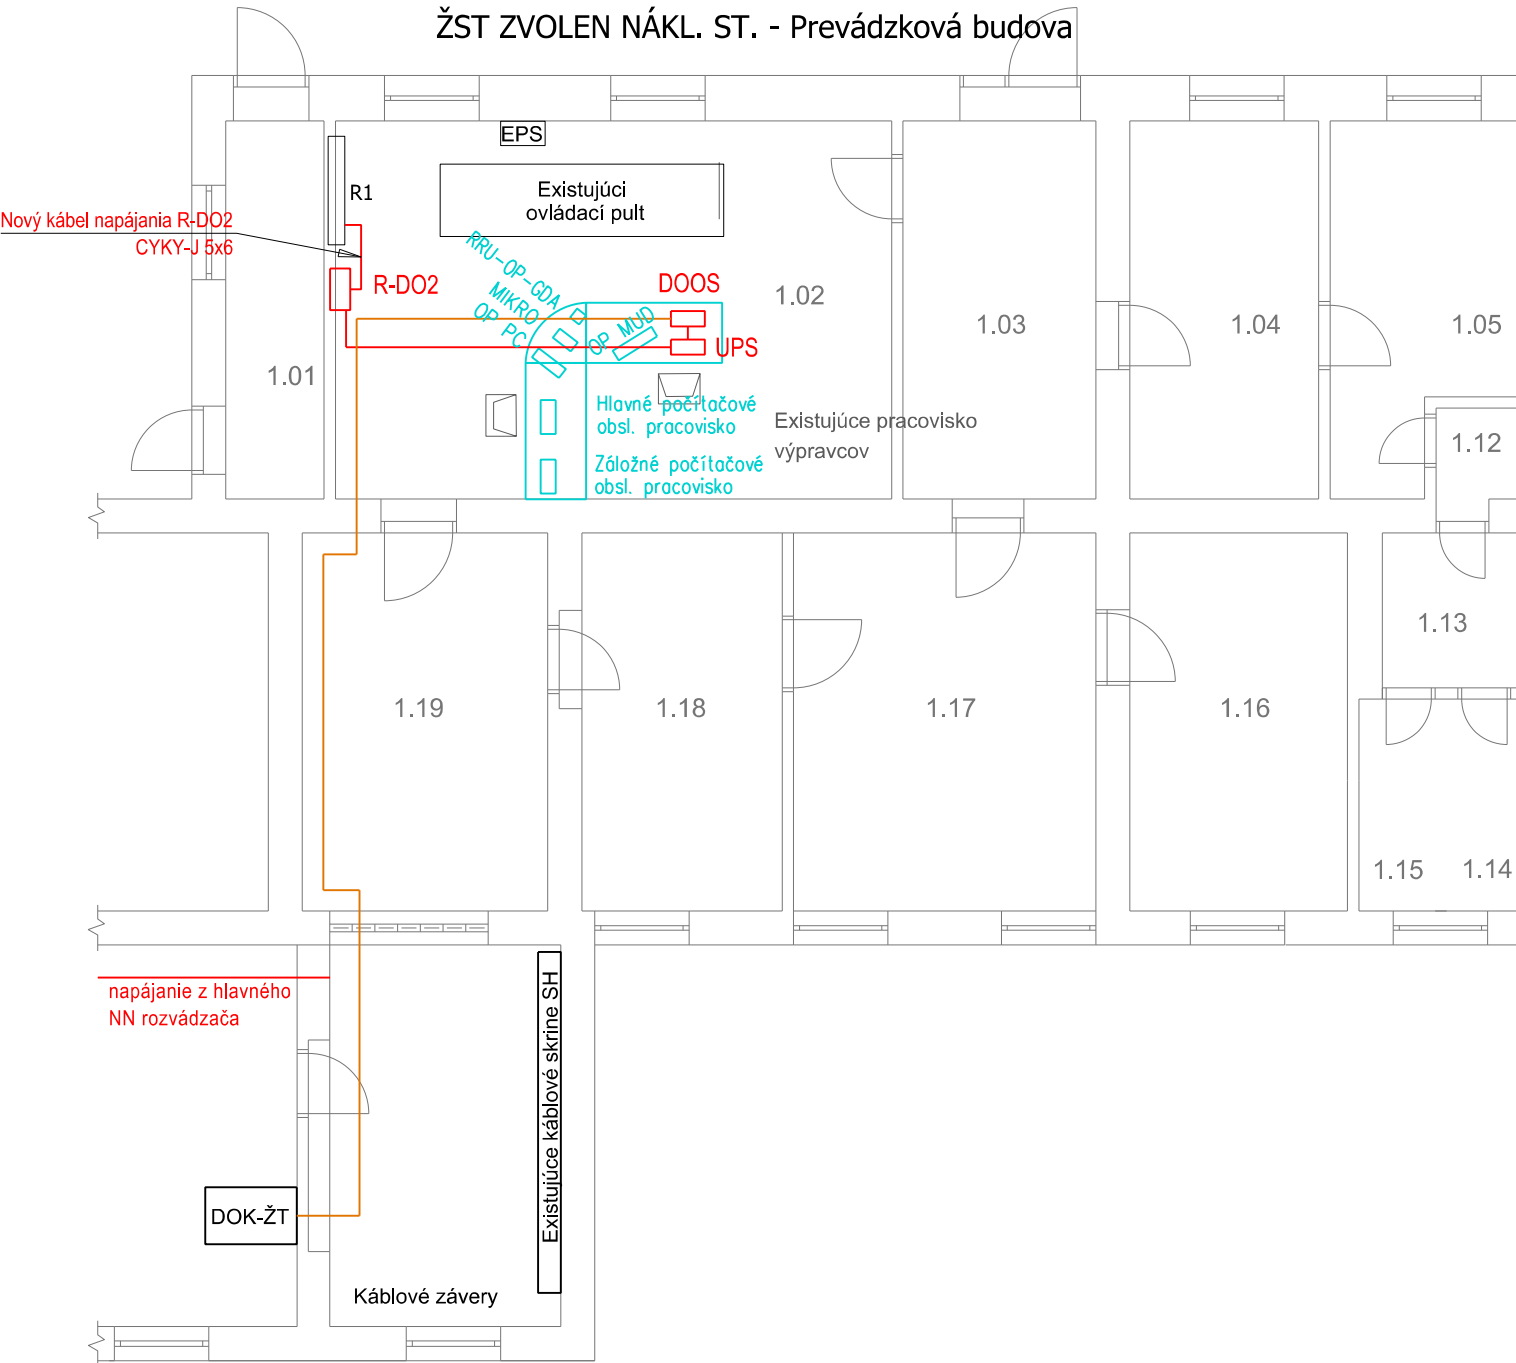 ŽST ZVOLEN NÁKL. ST. - Prevádzková budova
EPS
R1
Existujúci
ovládací pult
Nový kábel napájania R-DO2
CYKY-J 5x6
RRU-OP-GDA
MIKRO
OP PC
OP MUD
R-DO2
DOOS
UPS
1.01
1.02
1.03
1.04
1.05
Hlavné počítačové
obsl. pracovisko
Existujúce pracovisko
výpravcov
Záložné počítačové
obsl. pracovisko
1.12
1.13
1.19
1.18
1.17
1.16
1.15
1.14
napájanie z hlavného
NN rozvádzača
Existujúce káblové skrine SH
DOK-ŽT
Káblové závery